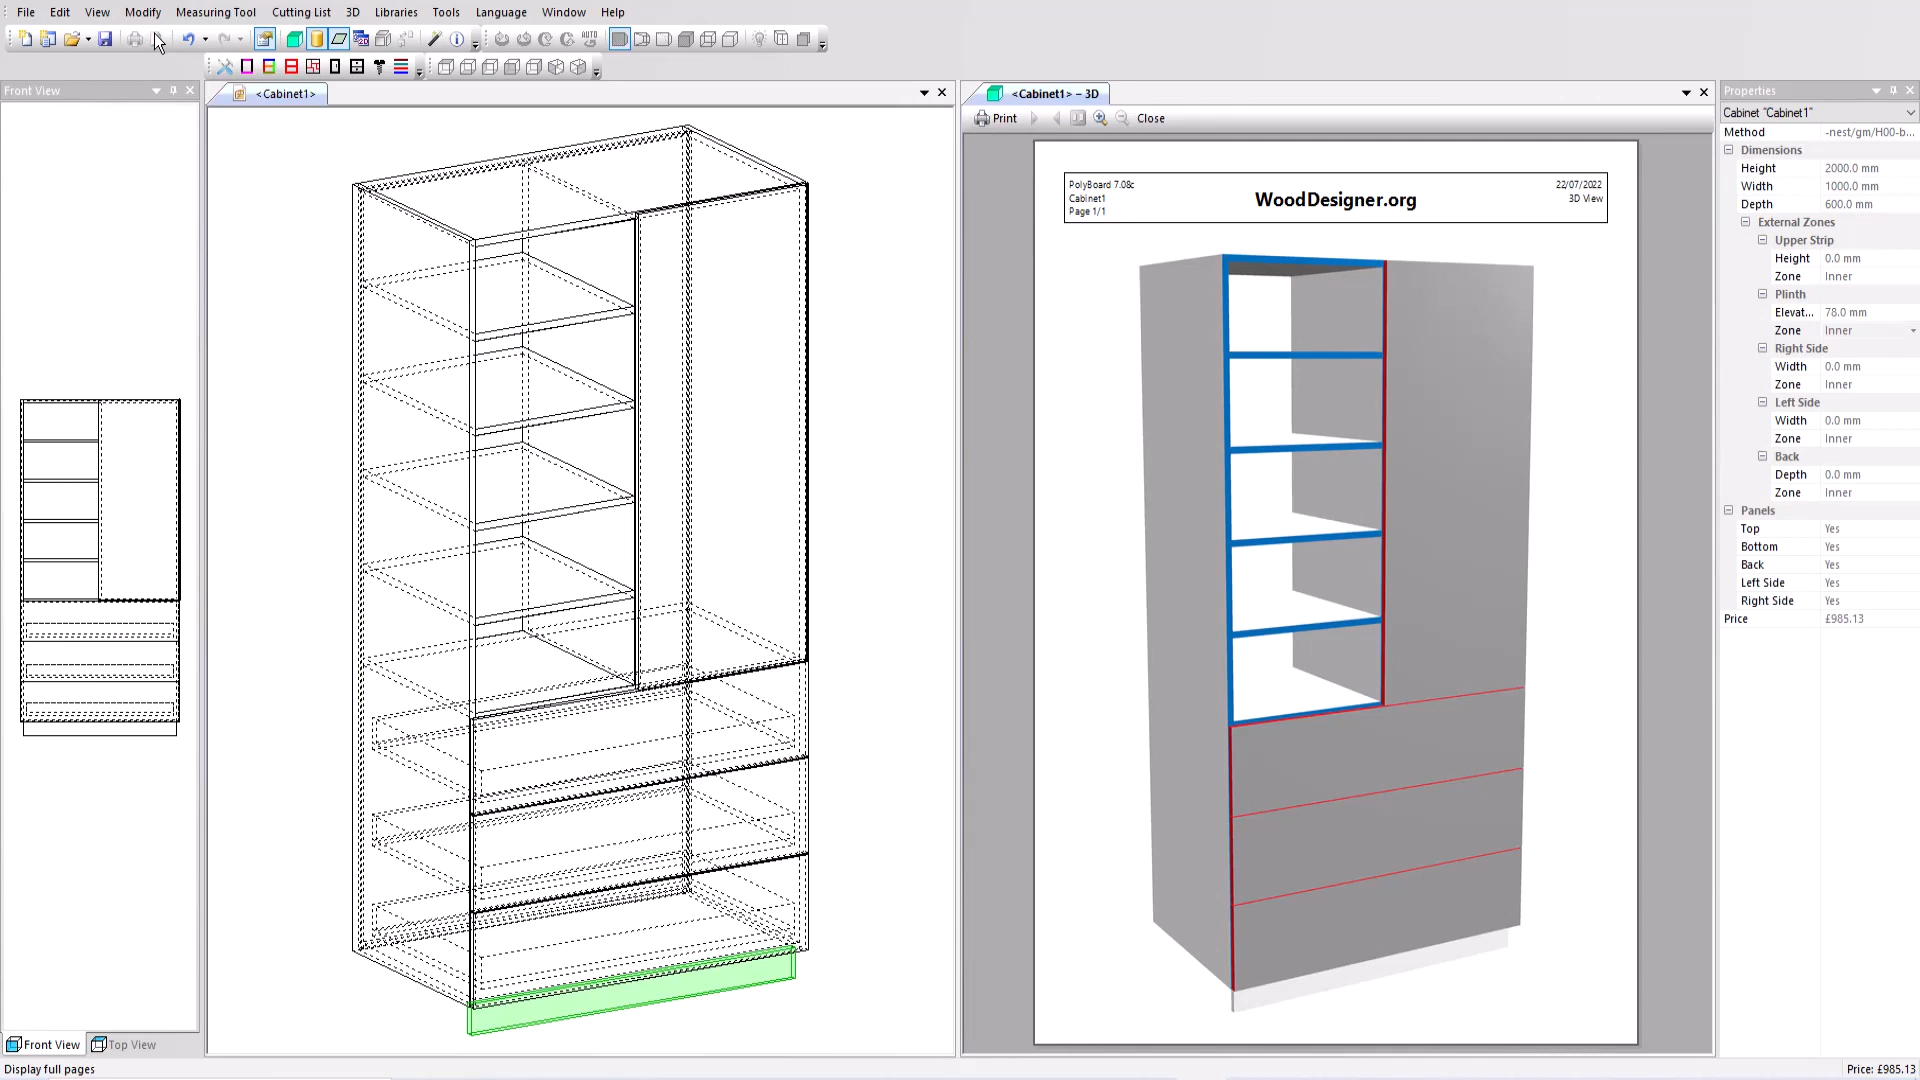 File Edit View Modify Measuring Tool Cutting List 3D Libraries Tools Language Window Help
AUTO
Front View
<Cabinet1>
<Cabinet1> – 3D
Print Close
PolyBoard 7.08c
Cabinet1
Page 1/1
WoodDesigner.org
22/07/2022
3D View
Properties
Cabinet "Cabinet1"
Method -nest/gm/H00-b...
Dimensions
Height 2000.0 mm
Width 1000.0 mm
Depth 600.0 mm
External Zones
Upper Strip
Height 0.0 mm
Zone Inner
Plinth
Elevat... 78.0 mm
Zone Inner
Right Side
Width 0.0 mm
Zone Inner
Left Side
Width 0.0 mm
Zone Inner
Back
Depth 0.0 mm
Zone Inner
Panels
Top Yes
Bottom Yes
Back Yes
Left Side Yes
Right Side Yes
Price £985.13
Front View Top View
Display full pages
Price: £985.13